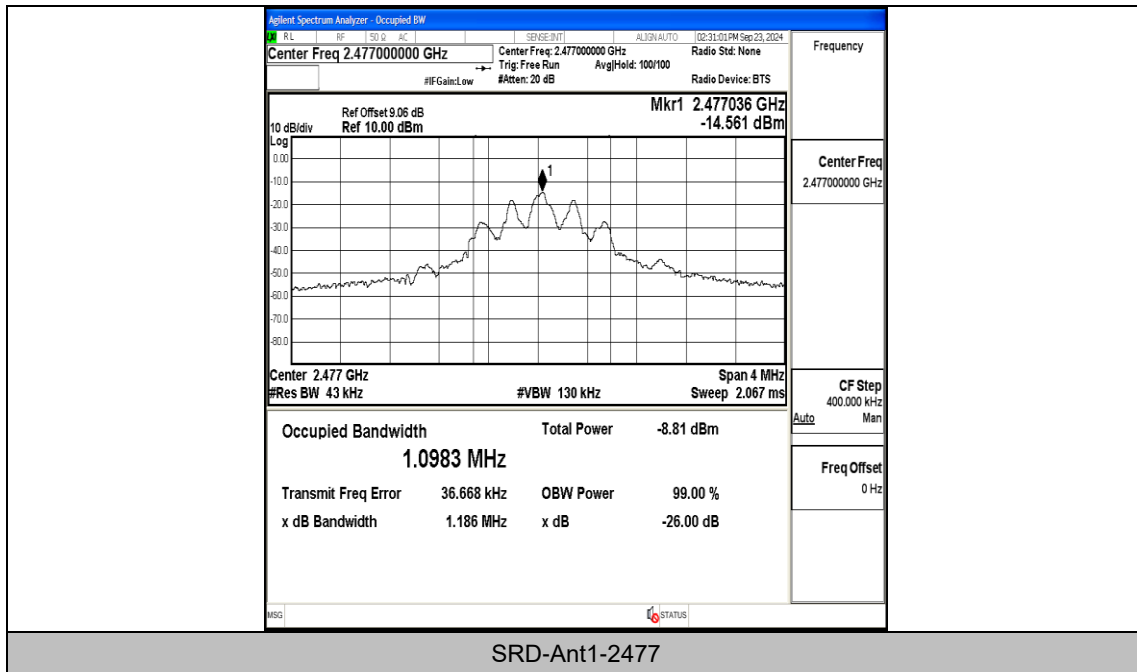 Agilent Spectrum Analyzer - Occupied BW
RL RF 50 Ω AC SENSE:INT ALIGN AUTO 02:31:01 PM Sep 23, 2024
Center Freq 2.477000000 GHz
Center Freq: 2.477000000 GHz Radio Std: None
Trig: Free Run Avg|Hold: 100/100
#IFGain:Low #Atten: 20 dB Radio Device: BTS
Frequency
Ref Offset 9.06 dB
10 dB/div Ref 10.00 dBm
Mkr1 2.477036 GHz
-14.561 dBm
Log
0.00
-10.0
-20.0
-30.0
-40.0
-50.0
-60.0
-70.0
-80.0
1
Center Freq
2.477000000 GHz
Center 2.477 GHz Span 4 MHz
#Res BW 43 kHz #VBW 130 kHz Sweep 2.067 ms
CF Step
400.000 kHz
Auto Man
Occupied Bandwidth Total Power -8.81 dBm
1.0983 MHz
Transmit Freq Error 36.668 kHz OBW Power 99.00 %
x dB Bandwidth 1.186 MHz x dB -26.00 dB
Freq Offset
0 Hz
MSG STATUS
SRD-Ant1-2477